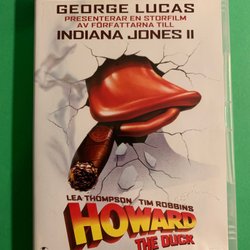 GEORGE LUCAS
PRESENTERAR EN STORFILM
AV FÖRFATTARNA TILL
INDIANA JONES II
LEA THOMPSON TIM ROBBINS
HOWARD
THE DUCK